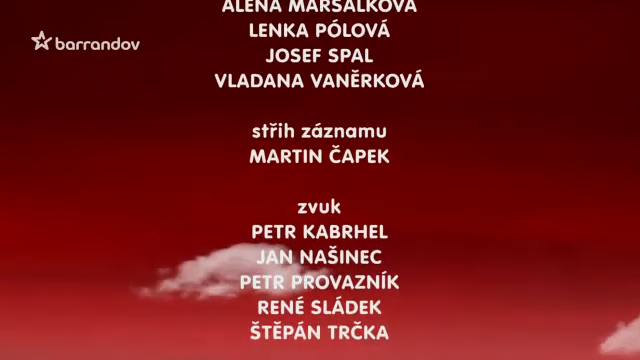 ALENA MARŠÁLKOVÁ
LENKA PÓLOVÁ
barrandov
JOSEF SPAL
VLADANA VANĚRKOVÁ
střih záznamu
MARTIN ČAPEK
zvuk
PETR KABRHEL
JAN NAŠINEC
PETR PROVAZNÍK
RENÉ SLÁDEK
ŠTĚPÁN TRČKA